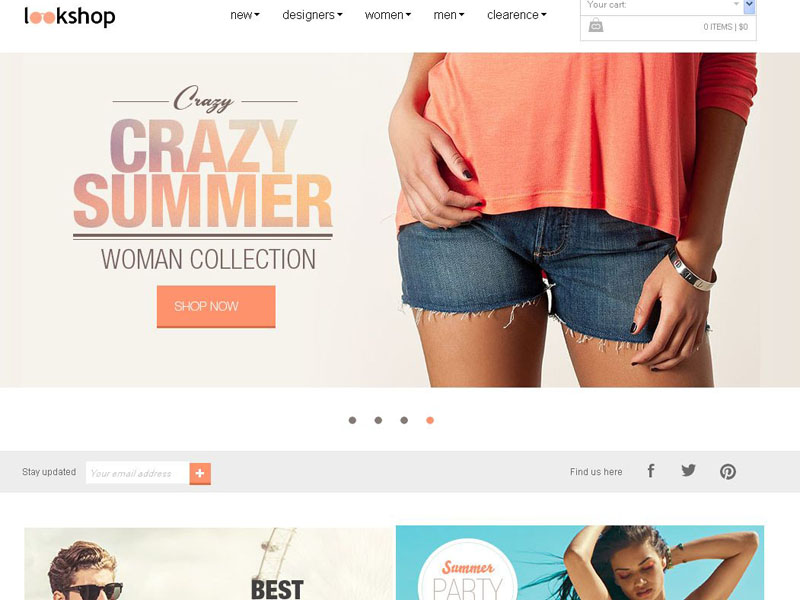 lookshop
new
designers
women
men
clearence
Your cart:
0 ITEMS | $0
Crazy
CRAZY
SUMMER
WOMAN COLLECTION
SHOP NOW
Stay updated
Your email address
Find us here
BEST
Summer
PARTY